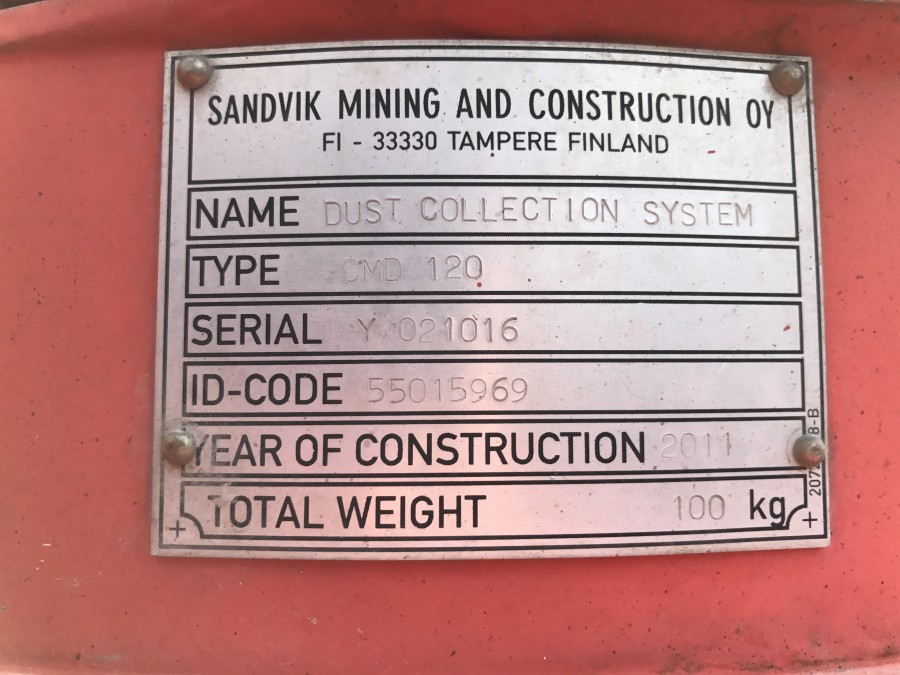 SANDVIK MINING AND CONSTRUCTION OY
FI - 33330 TAMPERE FINLAND
NAME DUST COLLECTION SYSTEM
TYPE CMD 120
SERIAL Y 021016
ID-CODE 55015969
YEAR OF CONSTRUCTION 2011
TOTAL WEIGHT 100 kg